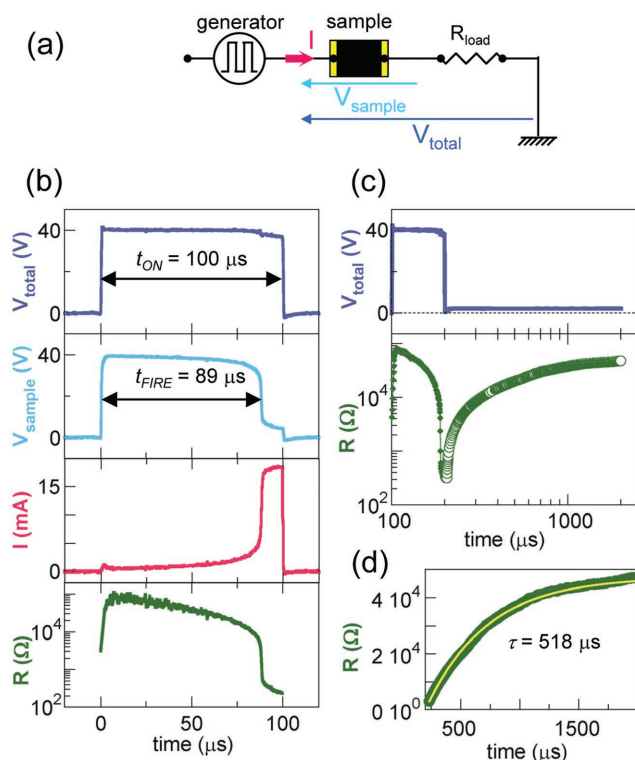 (a)
generator
I
sample
R_load
V_sample
V_total
(b)
V_total (V)
40
0
t_ON = 100 μs
V_sample (V)
40
0
t_FIRE = 89 μs
I (mA)
15
0
R (Ω)
10^4
10^2
0 50 100
time (μs)
(c)
V_total (V)
40
0
R (Ω)
10^4
10^2
100 1000
time (μs)
(d)
R (Ω)
4 10^4
2 10^4
0 10^0
τ = 518 μs
500 1500
time (μs)